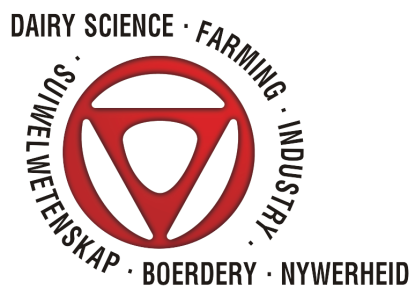 DAIRY SCIENCE · FARMING · INDUSTRY ·
SUIWELWETENSKAP · BOERDERY · NYWERHEID